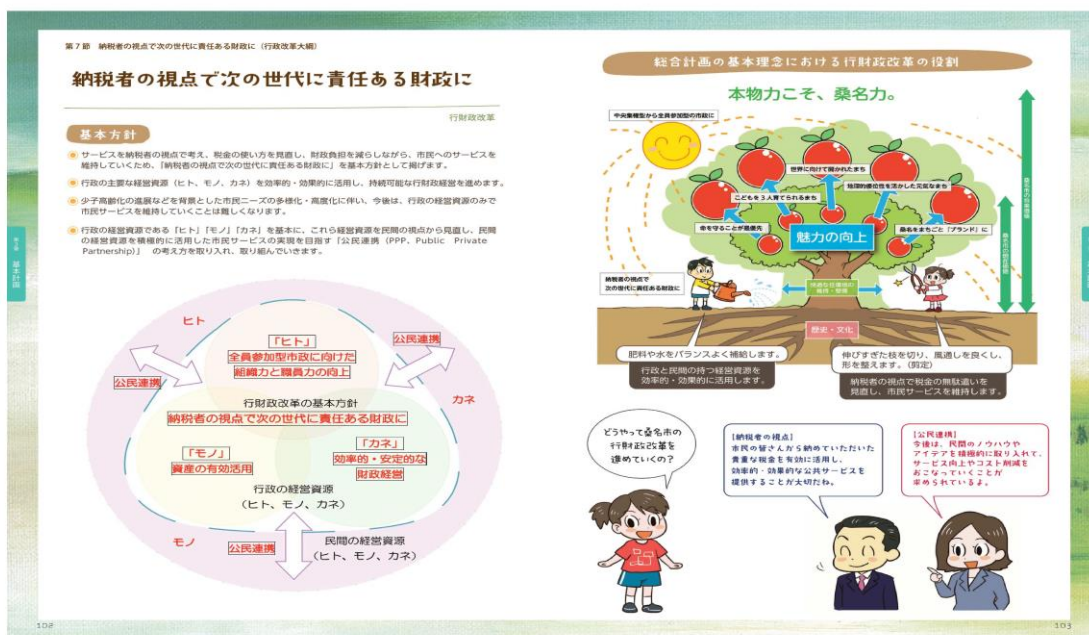 第7節 納税者の視点で次の世代に責任ある財政に（行政改革大綱）
納税者の視点で次の世代に責任ある財政に
行財政改革
基本方針
サービスを納税者の視点で考え、税金の使い方を見直し、財政負担を減らしながら、市民へのサービスを
維持していくため、「納税者の視点で次の世代に責任ある財政に」を基本方針として掲げます。
行政の主要な経営資源（ヒト、モノ、カネ）を効率的・効果的に活用し、持続可能な行財政経営を進めます。
少子高齢化の進展などを背景とした市民ニーズの多様化・高度化に伴い、今後は、行政の経営資源のみで
市民サービスを維持していくことは難しくなります。
行政の経営資源である「ヒト」「モノ」「カネ」を基本に、これら経営資源を民間の視点から見直し、民間
の経営資源を積極的に活用した市民サービスの実現を目指す「公民連携（PPP、Public Private
Partnership）」 の考え方を取り入れ、取り組んでいきます。
基本計画
ヒト
公民連携
公民連携
カネ
「ヒト」
全員参加型市政に向けた
組織力と職員力の向上
行財政改革の基本方針
納税者の視点で次の世代に責任ある財政に
「モノ」
資産の有効活用
「カネ」
効率的・安定的な
財政経営
行政の経営資源
（ヒト、モノ、カネ）
モノ
公民連携
民間の経営資源
（ヒト、モノ、カネ）
102
総合計画の基本理念における行財政改革の役割
本物力こそ、桑名力。
中央集権型から全員参加型の市政に
世界に向けて開かれたまち
地理的優位性を活かした元気なまち
こどもを3人育てられるまち
命を守ることが最優先
桑名をまちごと「ブランド」に
魅力の向上
納税者の視点で
次の世代に責任ある財政に
歴史・文化
肥料や水をバランスよく補給します。
行政と民間の持つ経営資源を
効率的・効果的に活用します。
伸びすぎた枝を切り、風通しを良くし、
形を整えます。（剪定）
納税者の視点で税金の無駄遣いを
見直し、市民サービスを維持します。
どうやって桑名市の
行財政改革を
進めていくの？
【納税者の視点】
市民の皆さんから納めていただいた
貴重な税金を有効に活用し、
効率的・効果的な公共サービスを
提供することが大切だね。
【公民連携】
今後は、民間のノウハウや
アイデアを積極的に取り入れて、
サービス向上やコスト削減を
おこなっていくことが
求められているよ。
103